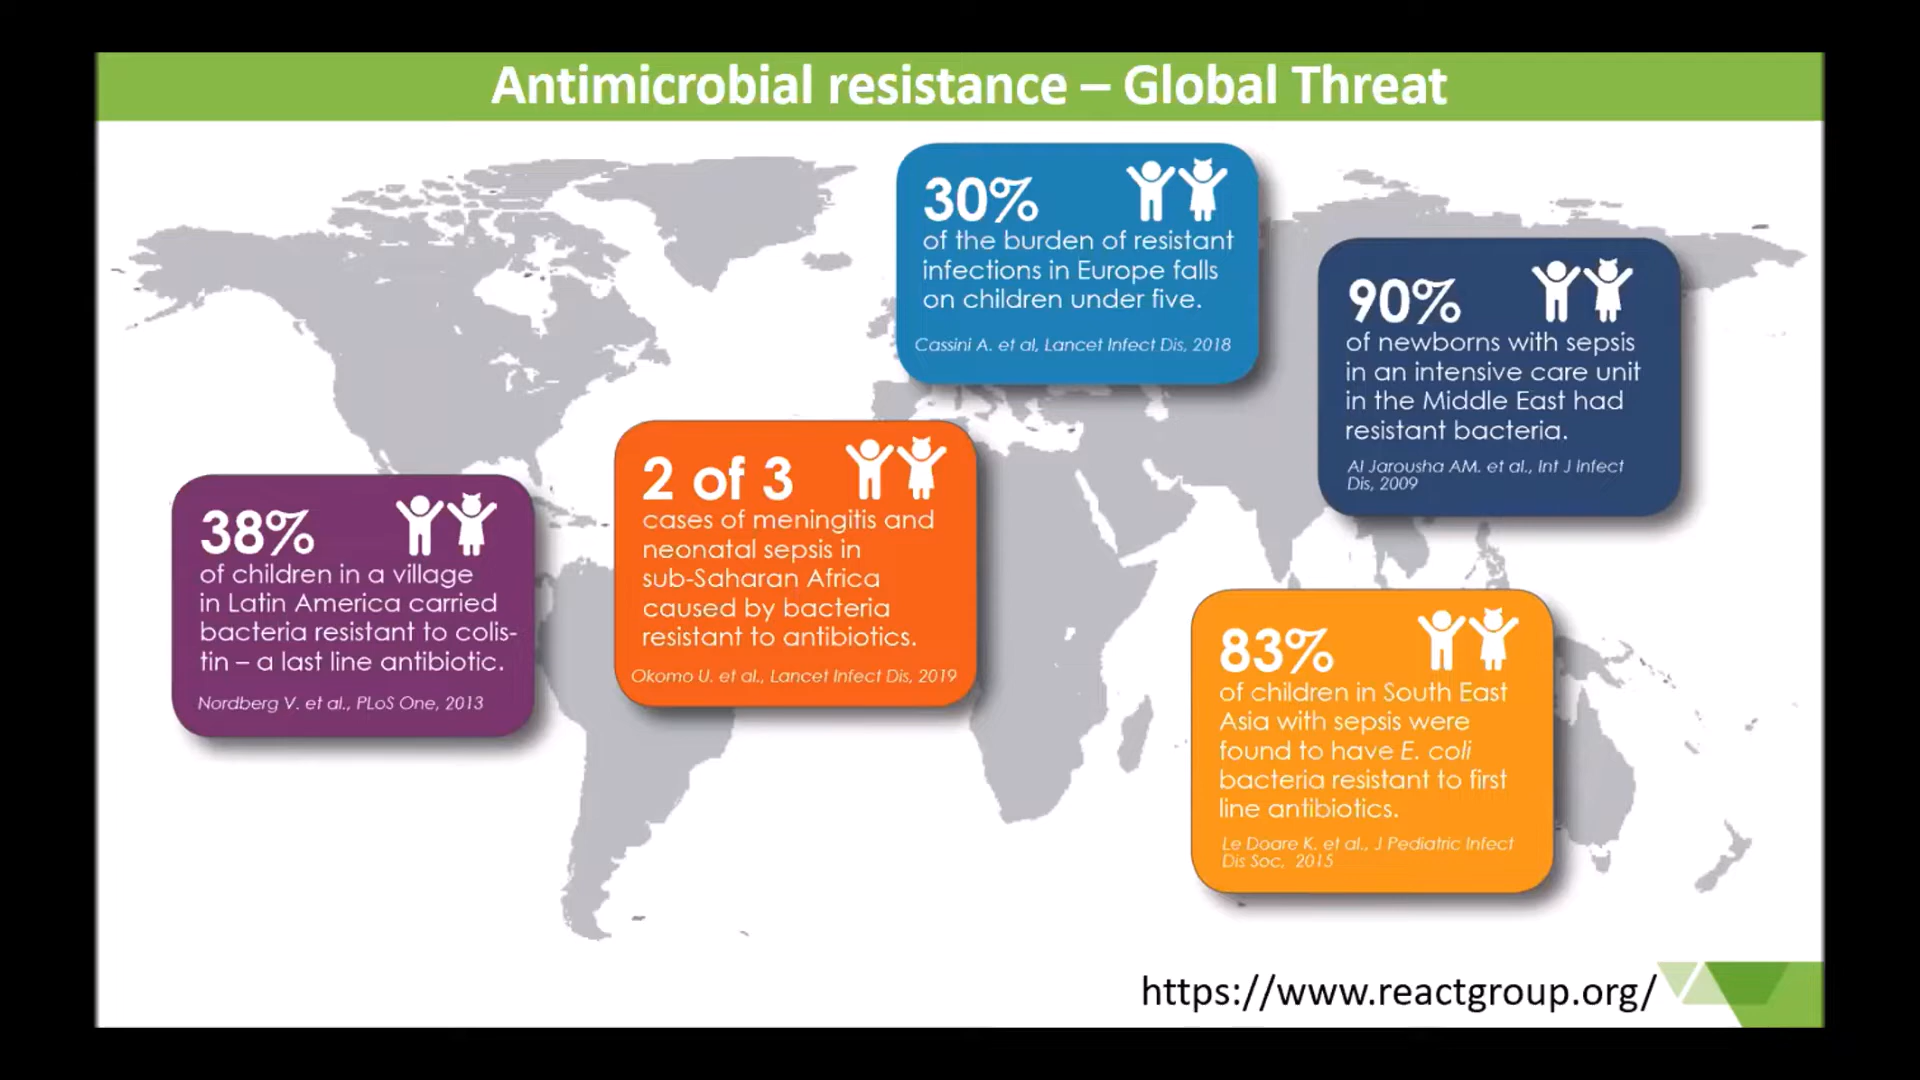 Antimicrobial resistance – Global Threat
30%
of the burden of resistant
infections in Europe falls
on children under five.
Cassini A. et al, Lancet Infect Dis, 2018
90%
of newborns with sepsis
in an intensive care unit
in the Middle East had
resistant bacteria.
Al Jarousha AM. et al., Int J Infect
Dis, 2009
2 of 3
cases of meningitis and
neonatal sepsis in
sub-Saharan Africa
caused by bacteria
resistant to antibiotics.
Okomo U. et al., Lancet Infect Dis, 2019
38%
of children in a village
in Latin America carried
bacteria resistant to colis-
tin – a last line antibiotic.
Nordberg V. et al., PLoS One, 2013
83%
of children in South East
Asia with sepsis were
found to have E. coli
bacteria resistant to first
line antibiotics.
Le Doare K. et al., J Pediatric Infect
Dis Soc, 2015
https://www.reactgroup.org/